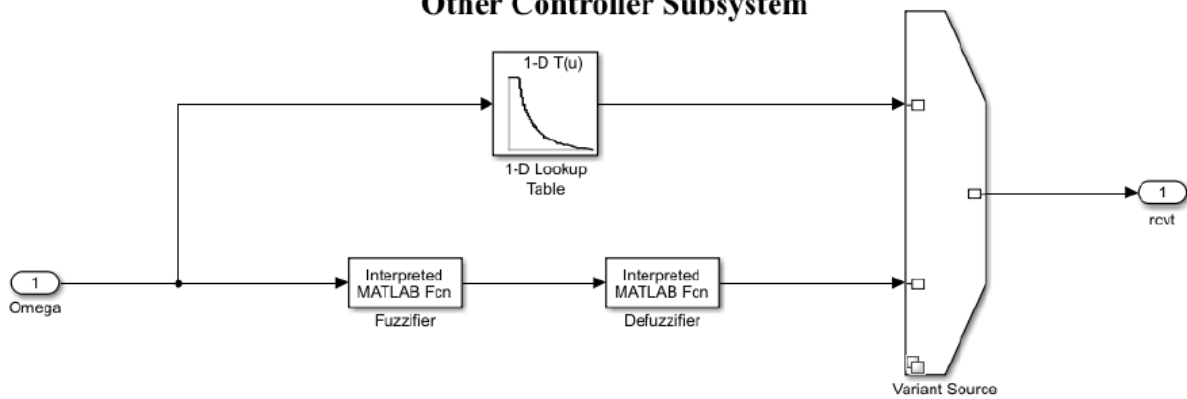 Other Controller Subsystem
1-D T(u)
1-D Lookup
Table
1
rcvt
1
Omega
Interpreted
MATLAB Fcn
Fuzzifier
Interpreted
MATLAB Fcn
Defuzzifier
Variant Source